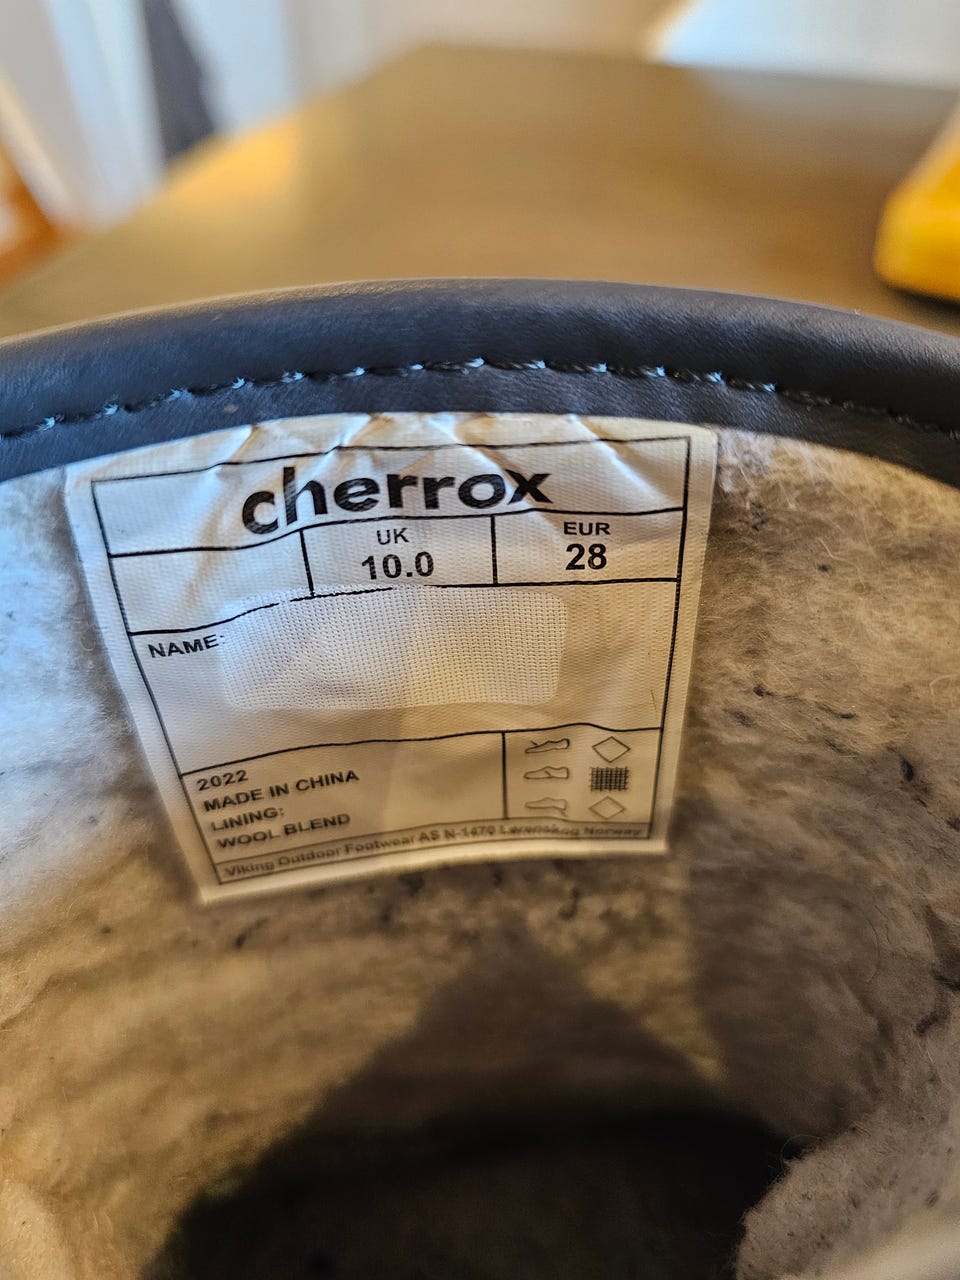 cherrox
UK EUR
10.0 28
NAME:
2022
MADE IN CHINA
LINING:
WOOL BLEND
Viking Outdoor Footwear AS N-1470 Lørenskog Norway